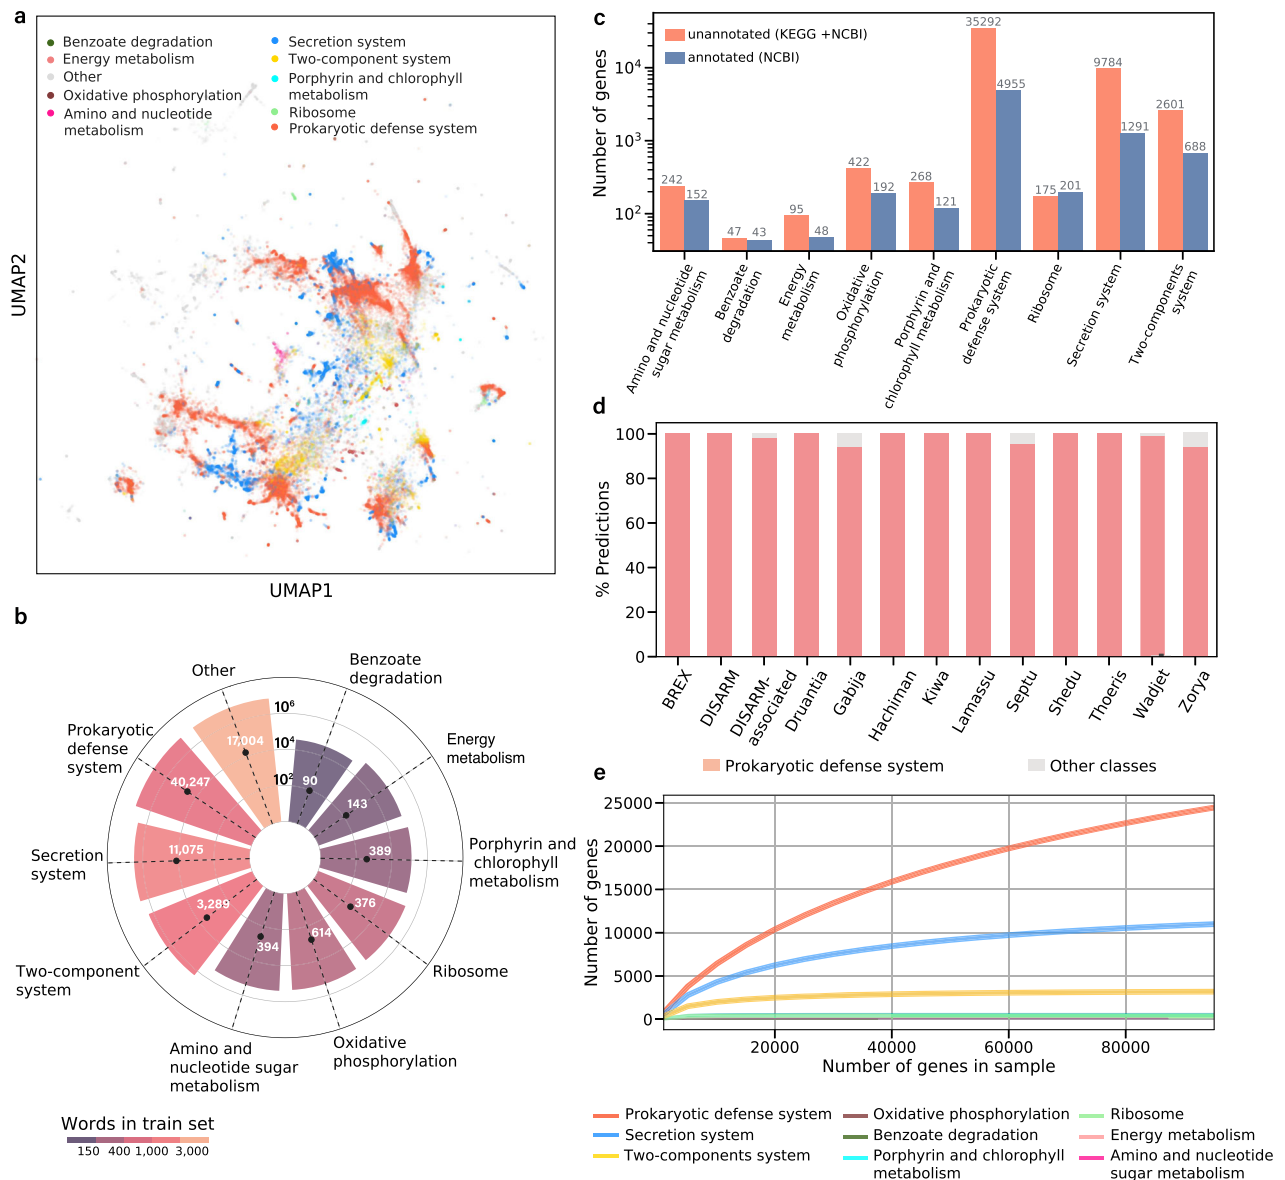 a
Benzoate degradation
Energy metabolism
Other
Oxidative phosphorylation
Amino and nucleotide
metabolism
Secretion system
Two-component system
Porphyrin and chlorophyll
metabolism
Ribosome
Prokaryotic defense system
UMAP2
UMAP1
b
Other
Benzoate
degradation
Energy
metabolism
Porphyrin and
chlorophyll
metabolism
Ribosome
Oxidative
phosphorylation
Amino and
nucleotide sugar
metabolism
Two-component
system
Secretion
system
Prokaryotic
defense
system
10⁶
10⁴
10²
17,004
90
143
389
376
614
394
3,289
11,075
40,247
Words in train set
150 400 1,000 3,000
c
unannotated (KEGG +NCBI)
annotated (NCBI)
Number of genes
10⁴
10³
10²
242
152
47
43
95
48
422
192
268
121
35292
4955
175
201
9784
1291
2601
688
Amino and nucleotide
sugar metabolism
Benzoate
degradation
Energy
metabolism
Oxidative
phosphorylation
Porphyrin and
chlorophyll metabolism
Prokaryotic
defense system
Ribosome
Secretion system
Two-components
system
d
% Predictions
100
80
60
40
20
0
BREX
DISARM
DISARM-
associated
Druantia
Gabija
Hachiman
Kiwa
Lamassu
Septu
Shedu
Thoeris
Wadjet
Zorya
Prokaryotic defense system
Other classes
e
Number of genes
25000
20000
15000
10000
5000
0
20000 40000 60000 80000
Number of genes in sample
Prokaryotic defense system
Secretion system
Two-components system
Oxidative phosphorylation
Benzoate degradation
Porphyrin and chlorophyll
metabolism
Ribosome
Energy metabolism
Amino and nucleotide
sugar metabolism